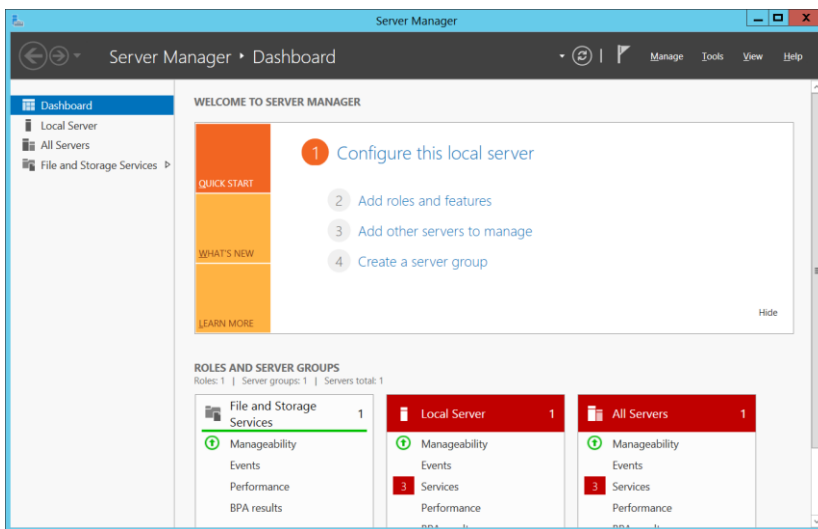 Server Manager
Server Manager ‣ Dashboard
Manage Tools View Help
Dashboard
Local Server
All Servers
File and Storage Services
WELCOME TO SERVER MANAGER
QUICK START
WHAT'S NEW
LEARN MORE
1 Configure this local server
2 Add roles and features
3 Add other servers to manage
4 Create a server group
Hide
ROLES AND SERVER GROUPS
Roles: 1 | Server groups: 1 | Servers total: 1
File and Storage
Services
1
Manageability
Events
Performance
BPA results
Local Server 1
Manageability
Events
3 Services
Performance
All Servers 1
Manageability
Events
3 Services
Performance